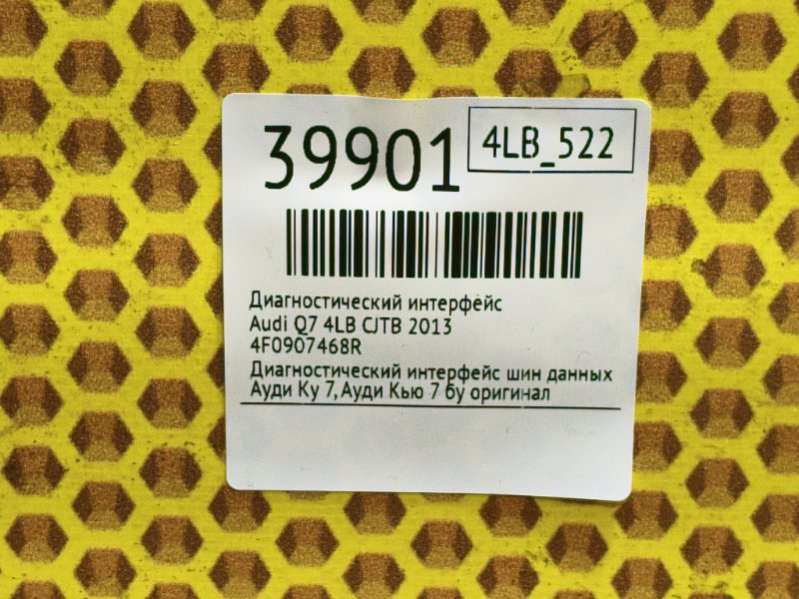 39901
4LB_522
Диагностический интерфейс
Audi Q7 4LB CJTB 2013
4F0907468R
Диагностический интерфейс шин данных
Ауди Ку 7, Ауди Кью 7 бу оригинал